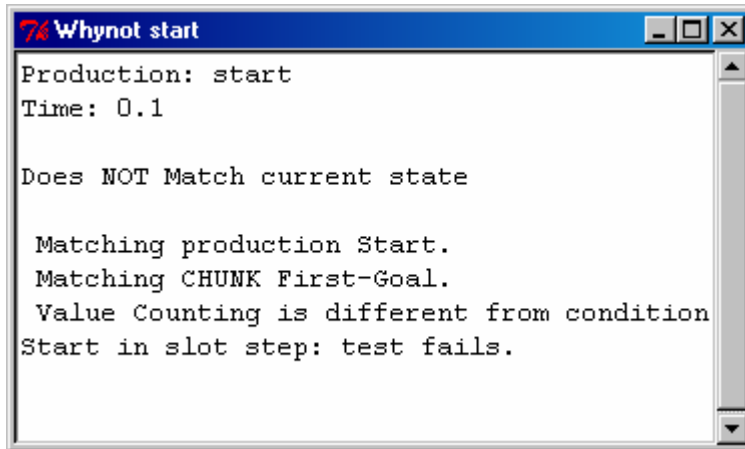 Whynot start
Production: start
Time: 0.1
Does NOT Match current state
Matching production Start.
Matching CHUNK First-Goal.
Value Counting is different from condition
Start in slot step: test fails.